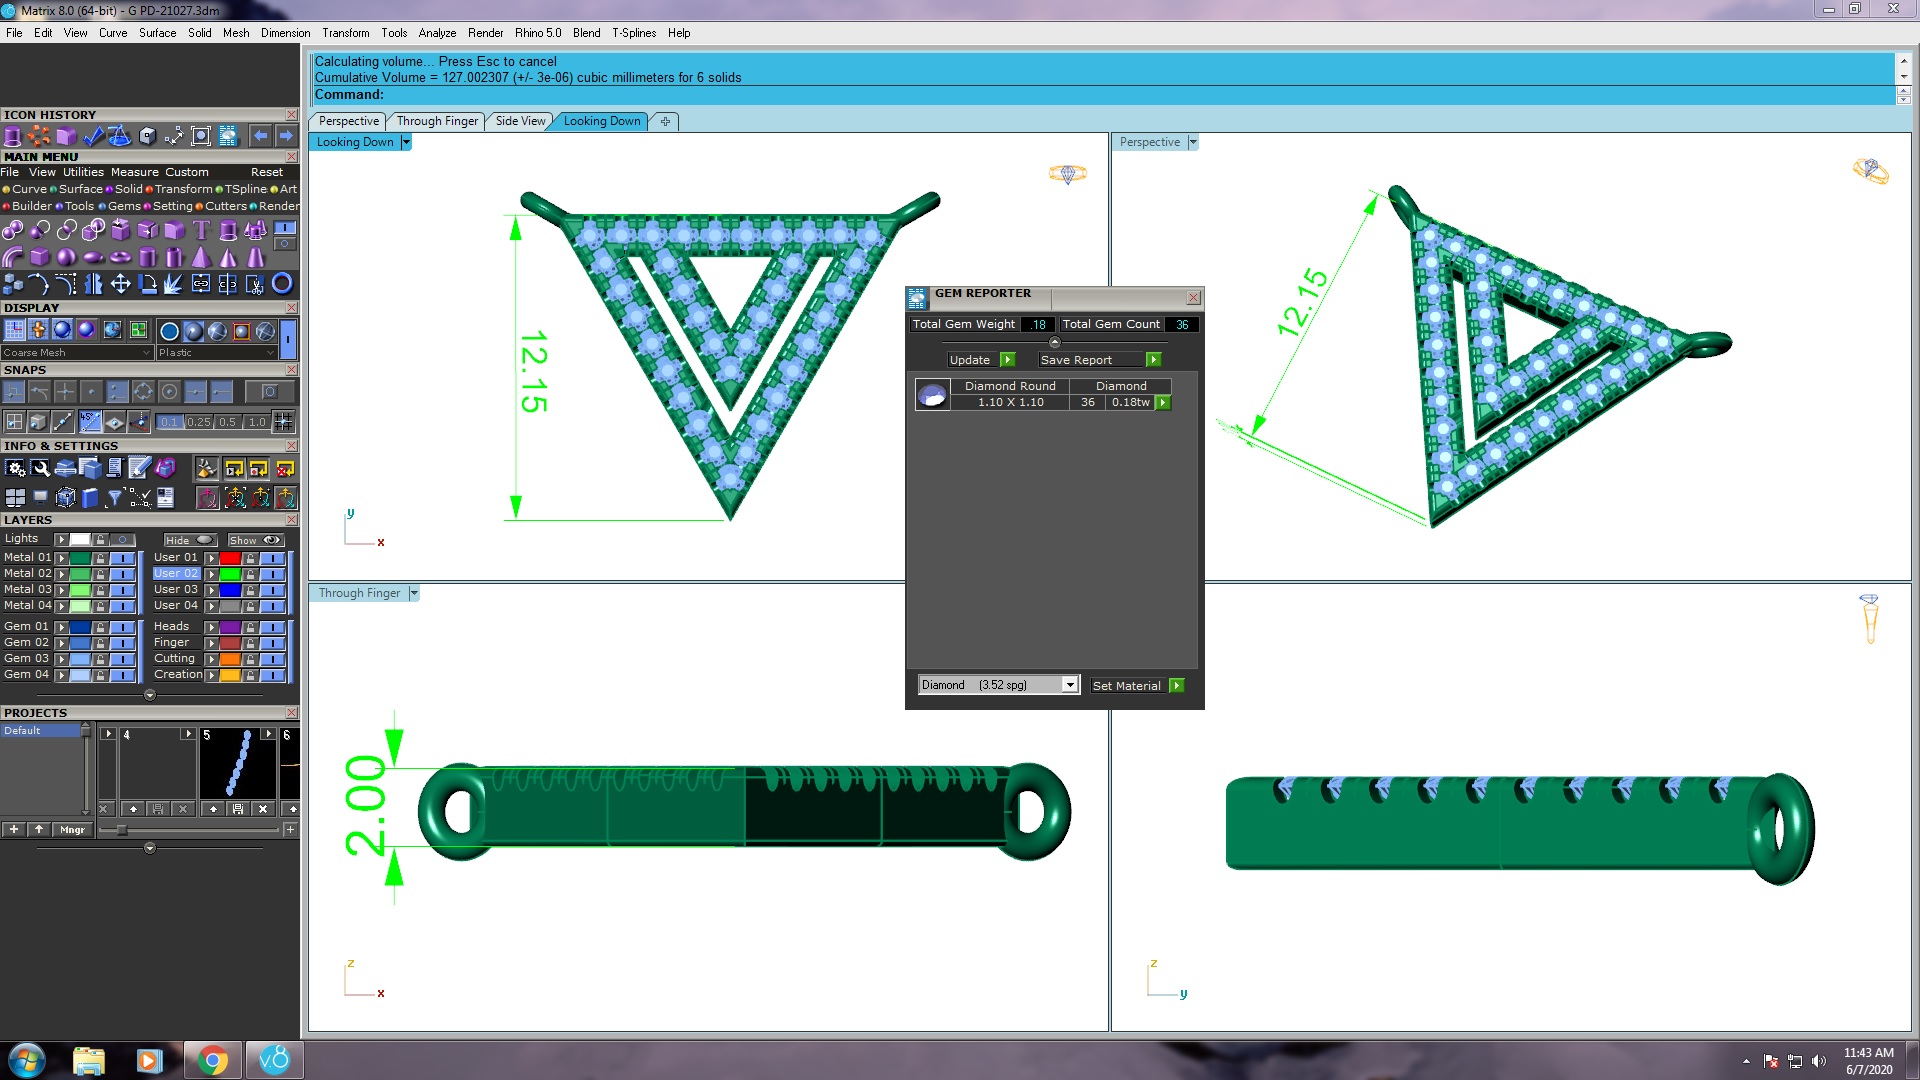 Matrix 8.0 (64-bit) - G PD-21027.3dm
File Edit View Curve Surface Solid Mesh Dimension Transform Tools Analyze Render Rhino 5.0 Blend T-Splines Help
Calculating volume... Press Esc to cancel
Cumulative Volume = 127.002307 (+/- 3e-06) cubic millimeters for 6 solids
Command:
Perspective Through Finger Side View Looking Down
ICON HISTORY
MAIN MENU
File View Utilities Measure Custom Reset
Curve Surface Solid Transform TSpline Art
Builder Tools Gems Setting Cutters Render
DISPLAY
Coarse Mesh Plastic
SNAPS
45°
0.1 0.25 0.5 1.0
INFO & SETTINGS
LAYERS
Lights Hide Show
Metal 01 User 01
Metal 02 User 02
Metal 03 User 03
Metal 04 User 04
Gem 01 Heads
Gem 02 Finger
Gem 03 Cutting
Gem 04 Creation
PROJECTS
Default
4 5 6
Mngr
Looking Down
12.15
y
x
Perspective
12.15
GEM REPORTER
Total Gem Weight .18 Total Gem Count 36
Update Save Report
Diamond Round Diamond
1.10 X 1.10 36 0.18tw
Diamond (3.52 spg) Set Material
Through Finger
2.00
z
x
z
y
v8
11:43 AM
6/7/2020